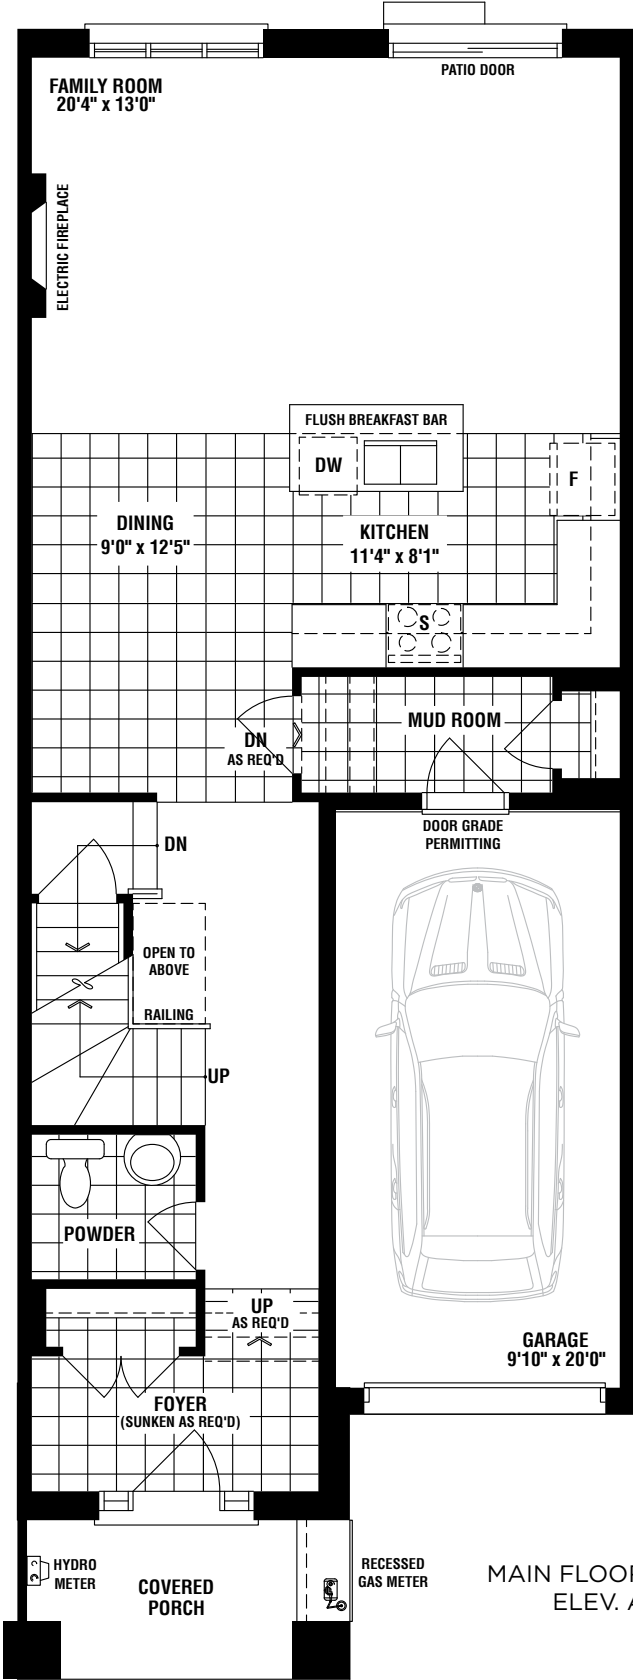 PATIO DOOR
FAMILY ROOM
20'4" x 13'0"
ELECTRIC FIREPLACE
FLUSH BREAKFAST BAR
DW
F
DINING
9'0" x 12'5"
KITCHEN
11'4" x 8'1"
S
MUD ROOM
DN
AS REQ'D
DOOR GRADE
PERMITTING
DN
OPEN TO
ABOVE
RAILING
UP
POWDER
UP
AS REQ'D
GARAGE
9'10" x 20'0"
FOYER
(SUNKEN AS REQ'D)
HYDRO
METER
COVERED
PORCH
RECESSED
GAS METER
MAIN FLOOR
ELEV. A